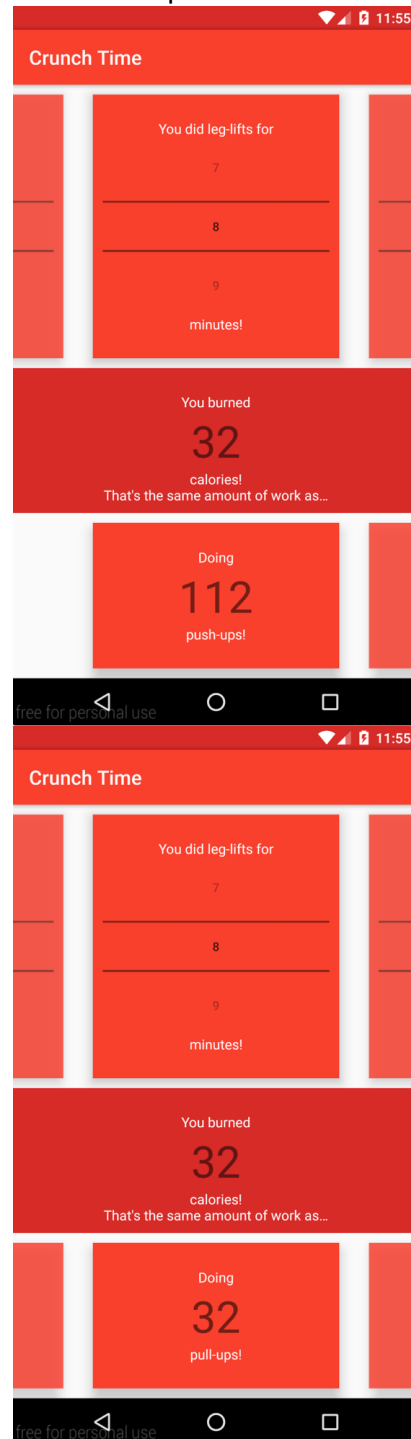 11:55
Crunch Time
You did leg-lifts for
7
8
9
minutes!
You burned
32
calories!
That's the same amount of work as...
Doing
112
push-ups!
free for personal use
11:55
Crunch Time
You did leg-lifts for
7
8
9
minutes!
You burned
32
calories!
That's the same amount of work as...
Doing
32
pull-ups!
free for personal use